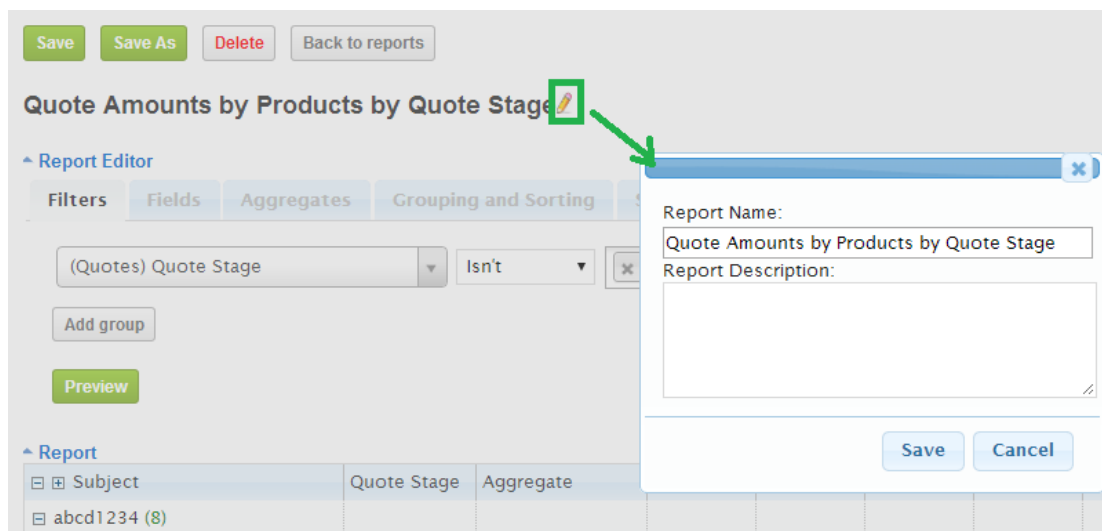 Save Save As Delete Back to reports
Quote Amounts by Products by Quote Stage
Report Editor
Filters Fields Aggregates Grouping and Sorting
Report Name:
(Quotes) Quote Stage Isn't
Quote Amounts by Products by Quote Stage
Report Description:
Add group
Preview
Save Cancel
Report
Subject Quote Stage Aggregate
abcd1234 (8)